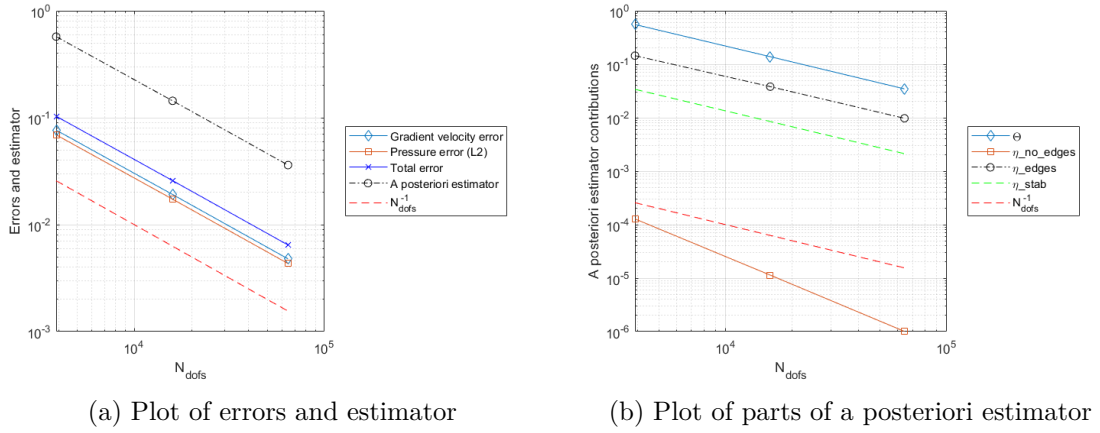 10^0
10^-1
10^-2
10^-3
10^4
10^5
Errors and estimator
N_dofs
Gradient velocity error
Pressure error (L2)
Total error
A posteriori estimator
N_dofs^-1
(a) Plot of errors and estimator
10^0
10^-1
10^-2
10^-3
10^-4
10^-5
10^-6
10^4
10^5
A posteriori estimator contributions
N_dofs
Θ
η_no_edges
η_edges
η_stab
N_dofs^-1
(b) Plot of parts of a posteriori estimator